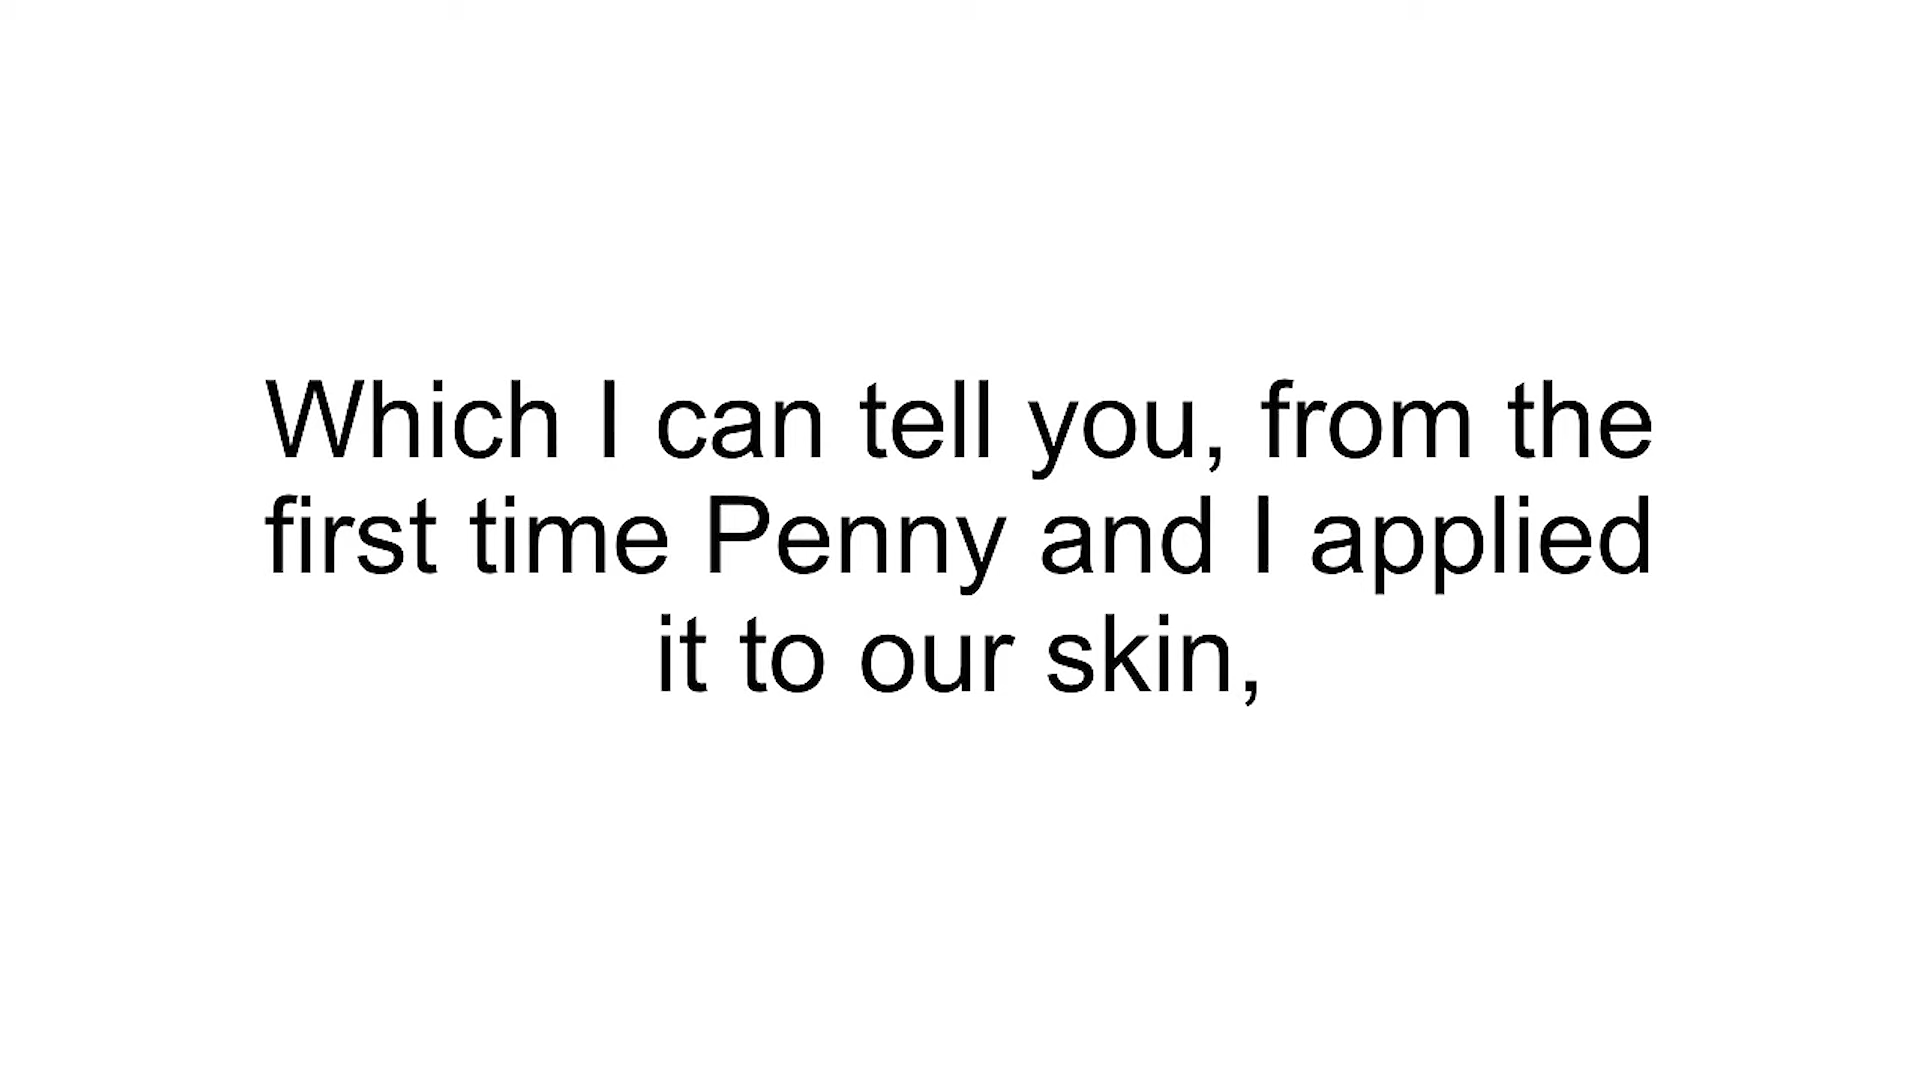 Which I can tell you, from the
first time Penny and I applied
it to our skin,